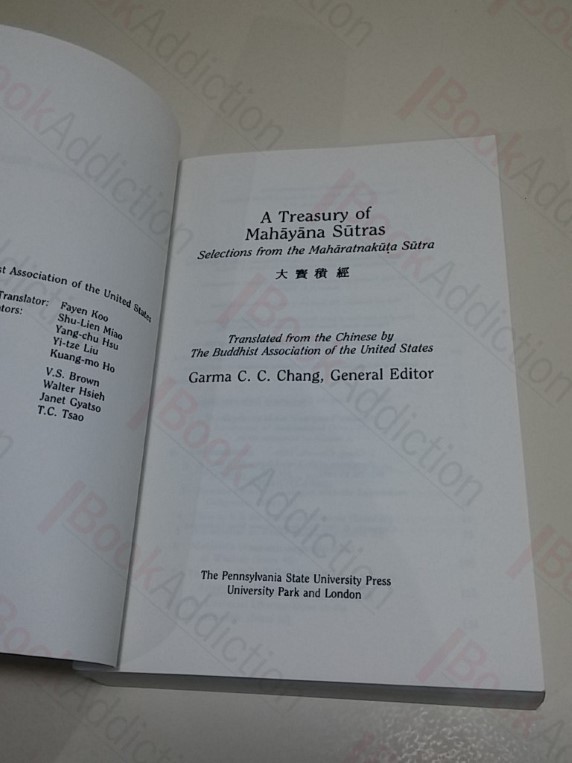 st Association of the United States
Translator: Fayen Koo
ators: Shu-Lien Miao
Yang-chu Hsu
Yi-tze Liu
Kuang-mo Ho
V.S. Brown
Walter Hsieh
Janet Gyatso
T.C. Tsao
A Treasury of
Mahāyāna Sūtras
Selections from the Mahāratnakūṭa Sūtra
大寶積經
Translated from the Chinese by
The Buddhist Association of the United States
Garma C. C. Chang, General Editor
The Pennsylvania State University Press
University Park and London
BookAddiction